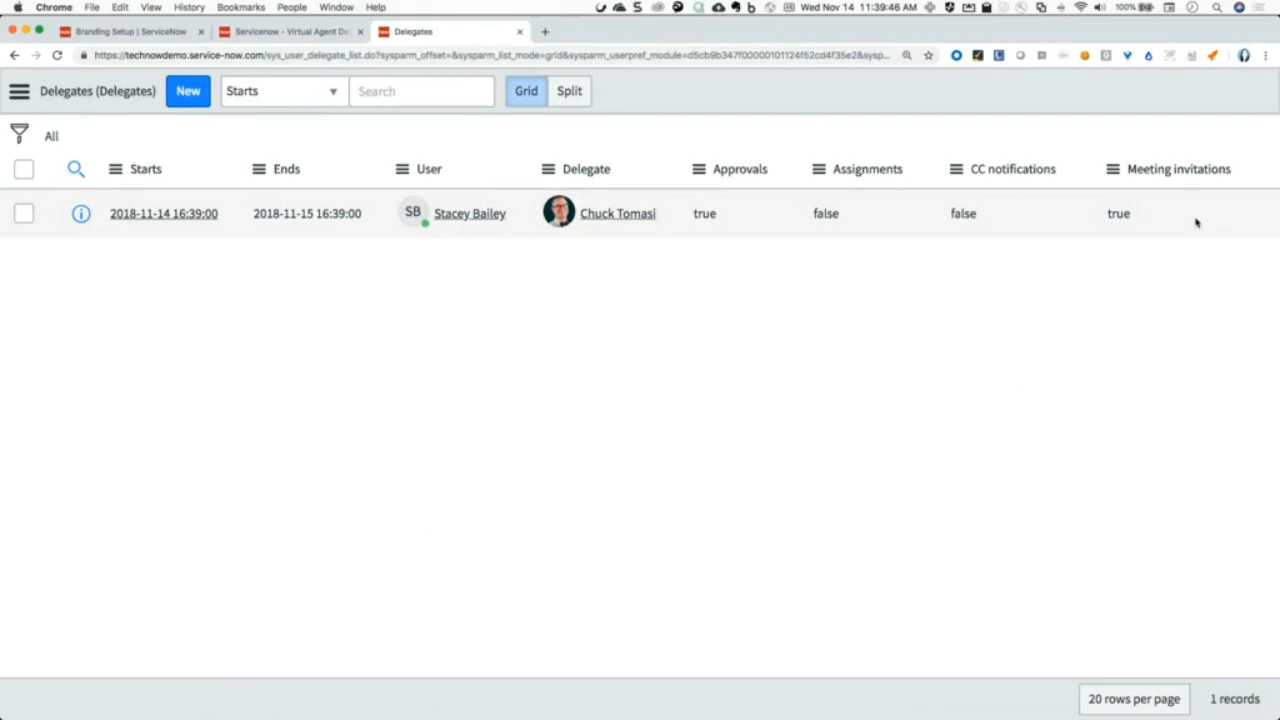 Chrome File Edit View History Bookmarks People Window Help 100% Wed Nov 14 11:39:46 AM
Branding Setup | ServiceNow Servicenow - Virtual Agent De Delegates
https://technowdemo.service-now.com/sys_user_delegate_list.do?sysparm_offset=&sysparm_list_mode=grid&sysparm_userpref_module=d5cb9b347f00000101124f52cd4f35e2&sysp...
Delegates (Delegates) New Starts Search Grid Split
All
Starts Ends User Delegate Approvals Assignments CC notifications Meeting invitations
2018-11-14 16:39:00 2018-11-15 16:39:00 SB Stacey Bailey Chuck Tomasi true false false true
20 rows per page 1 records